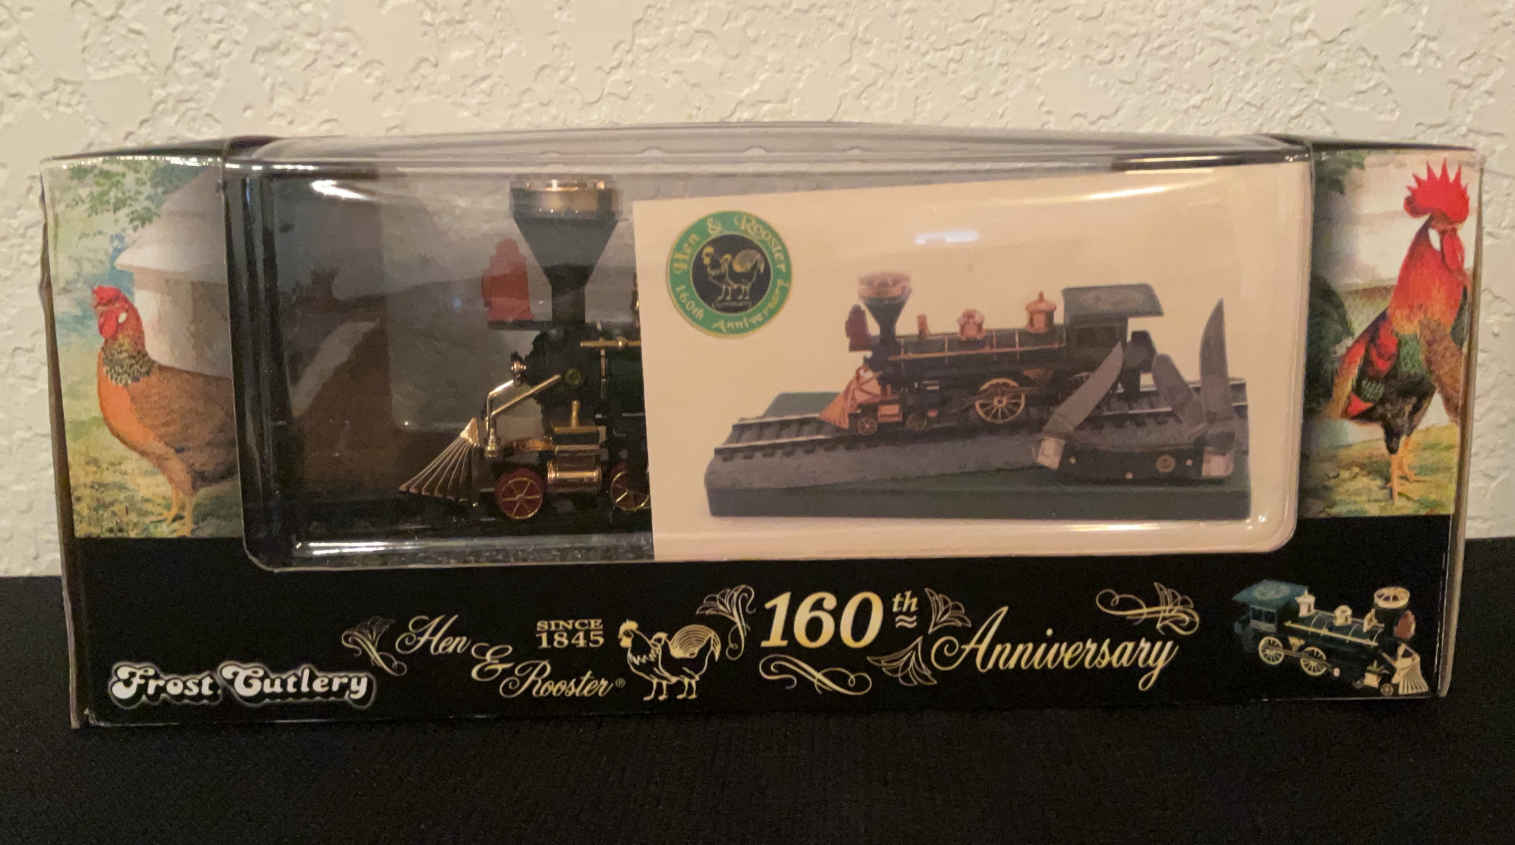 Hen & Rooster
160th Anniversary
Frost Cutlery
Hen
& Rooster®
SINCE
1845
160th
Anniversary